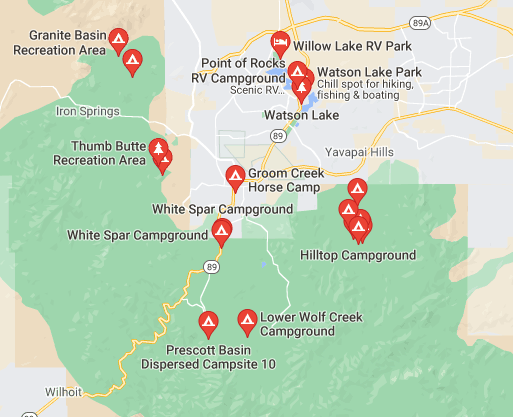 Granite Basin
Recreation Area
89A
Willow Lake RV Park
Point of Rocks
RV Campground
Scenic RV...
Watson Lake Park
Chill spot for hiking,
fishing & boating
Watson Lake
Iron Springs
89
Thumb Butte
Recreation Area
Yavapai Hills
Groom Creek
Horse Camp
White Spar Campground
White Spar Campground
Hilltop Campground
89
Lower Wolf Creek
Campground
Prescott Basin
Dispersed Campsite 10
Wilhoit